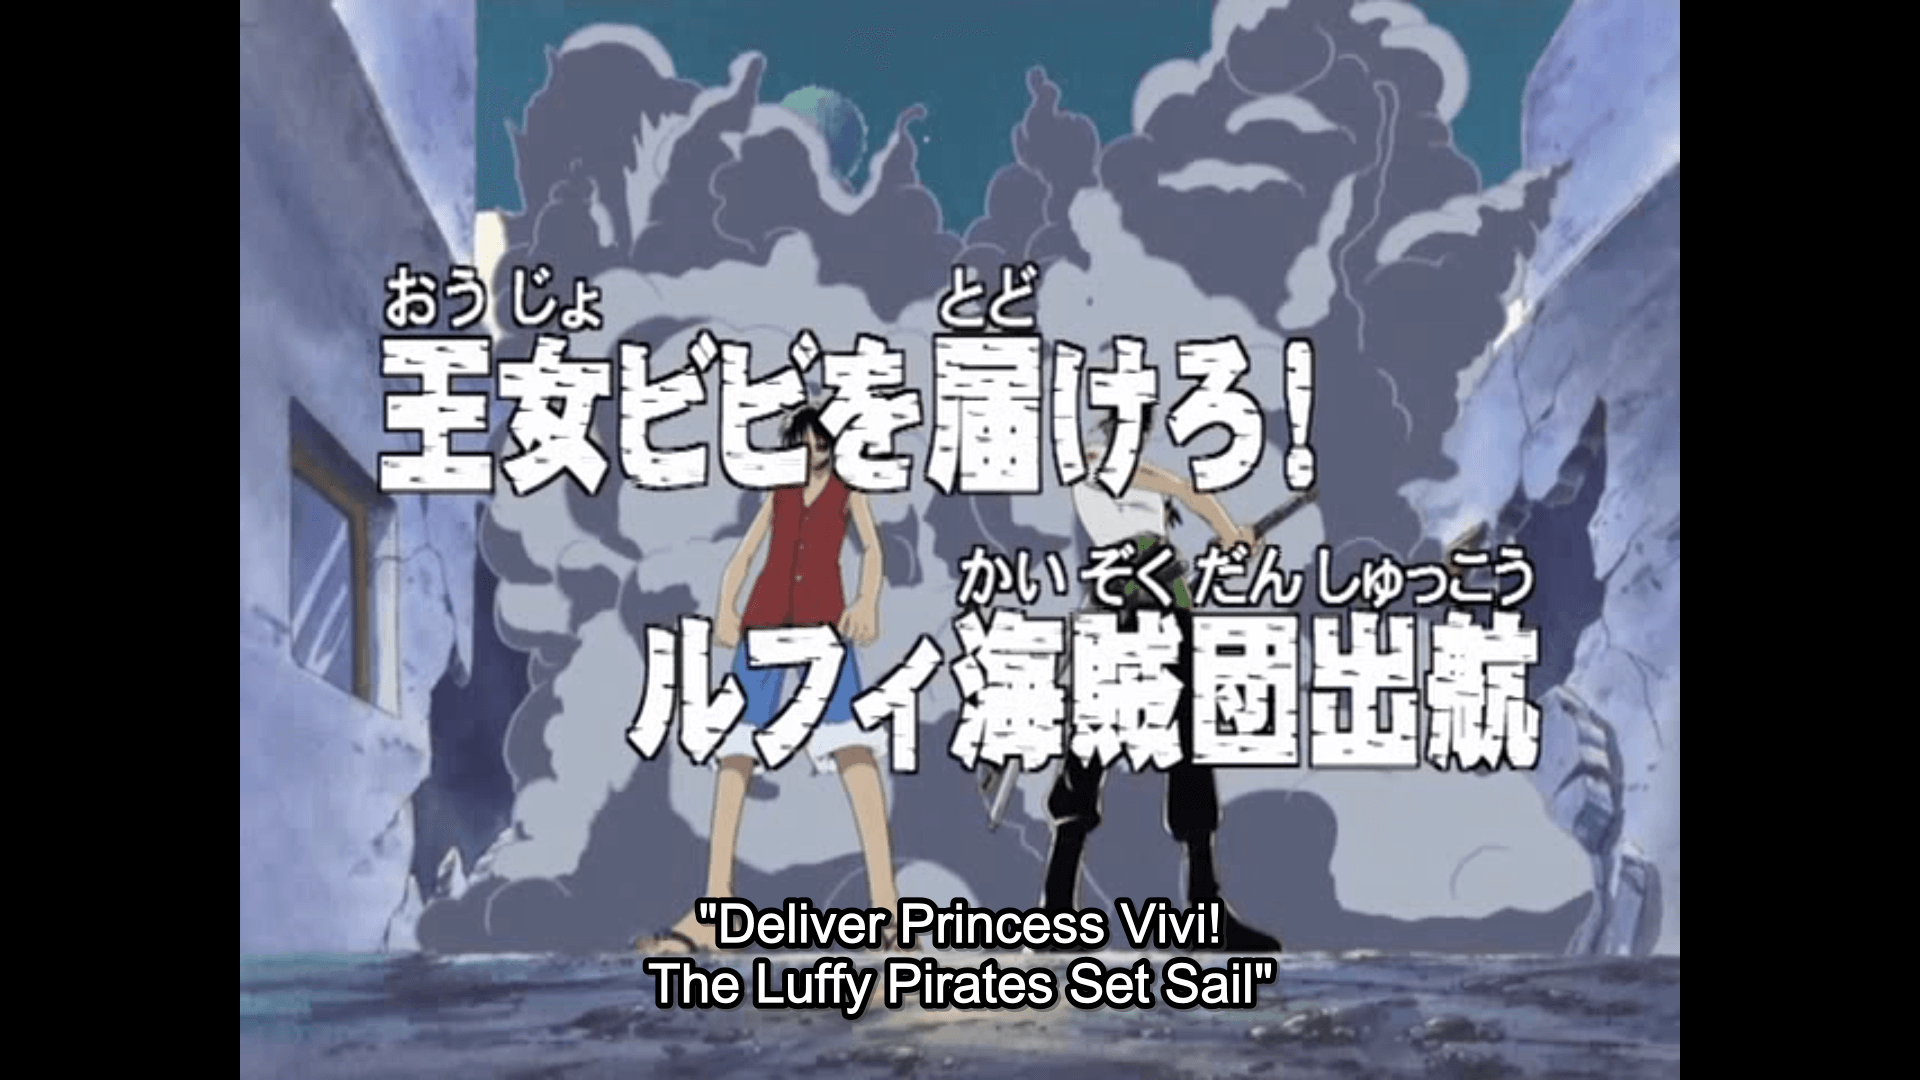 おうじょ とど
王女ビビを届けろ!
かいぞくだんしゅっこう
ルフィ海賊団出航
"Deliver Princess Vivi!
The Luffy Pirates Set Sail"